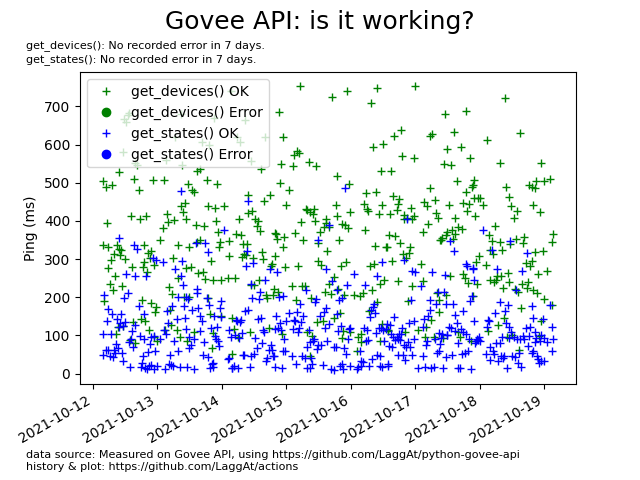 Govee API: is it working?
get_devices(): No recorded error in 7 days.
get_states(): No recorded error in 7 days.
get_devices() OK
get_devices() Error
get_states() OK
get_states() Error
Ping (ms)
700
600
500
400
300
200
100
0
2021-10-12
2021-10-13
2021-10-14
2021-10-15
2021-10-16
2021-10-17
2021-10-18
2021-10-19
data source: Measured on Govee API, using https://github.com/LaggAt/python-govee-api
history & plot: https://github.com/LaggAt/actions